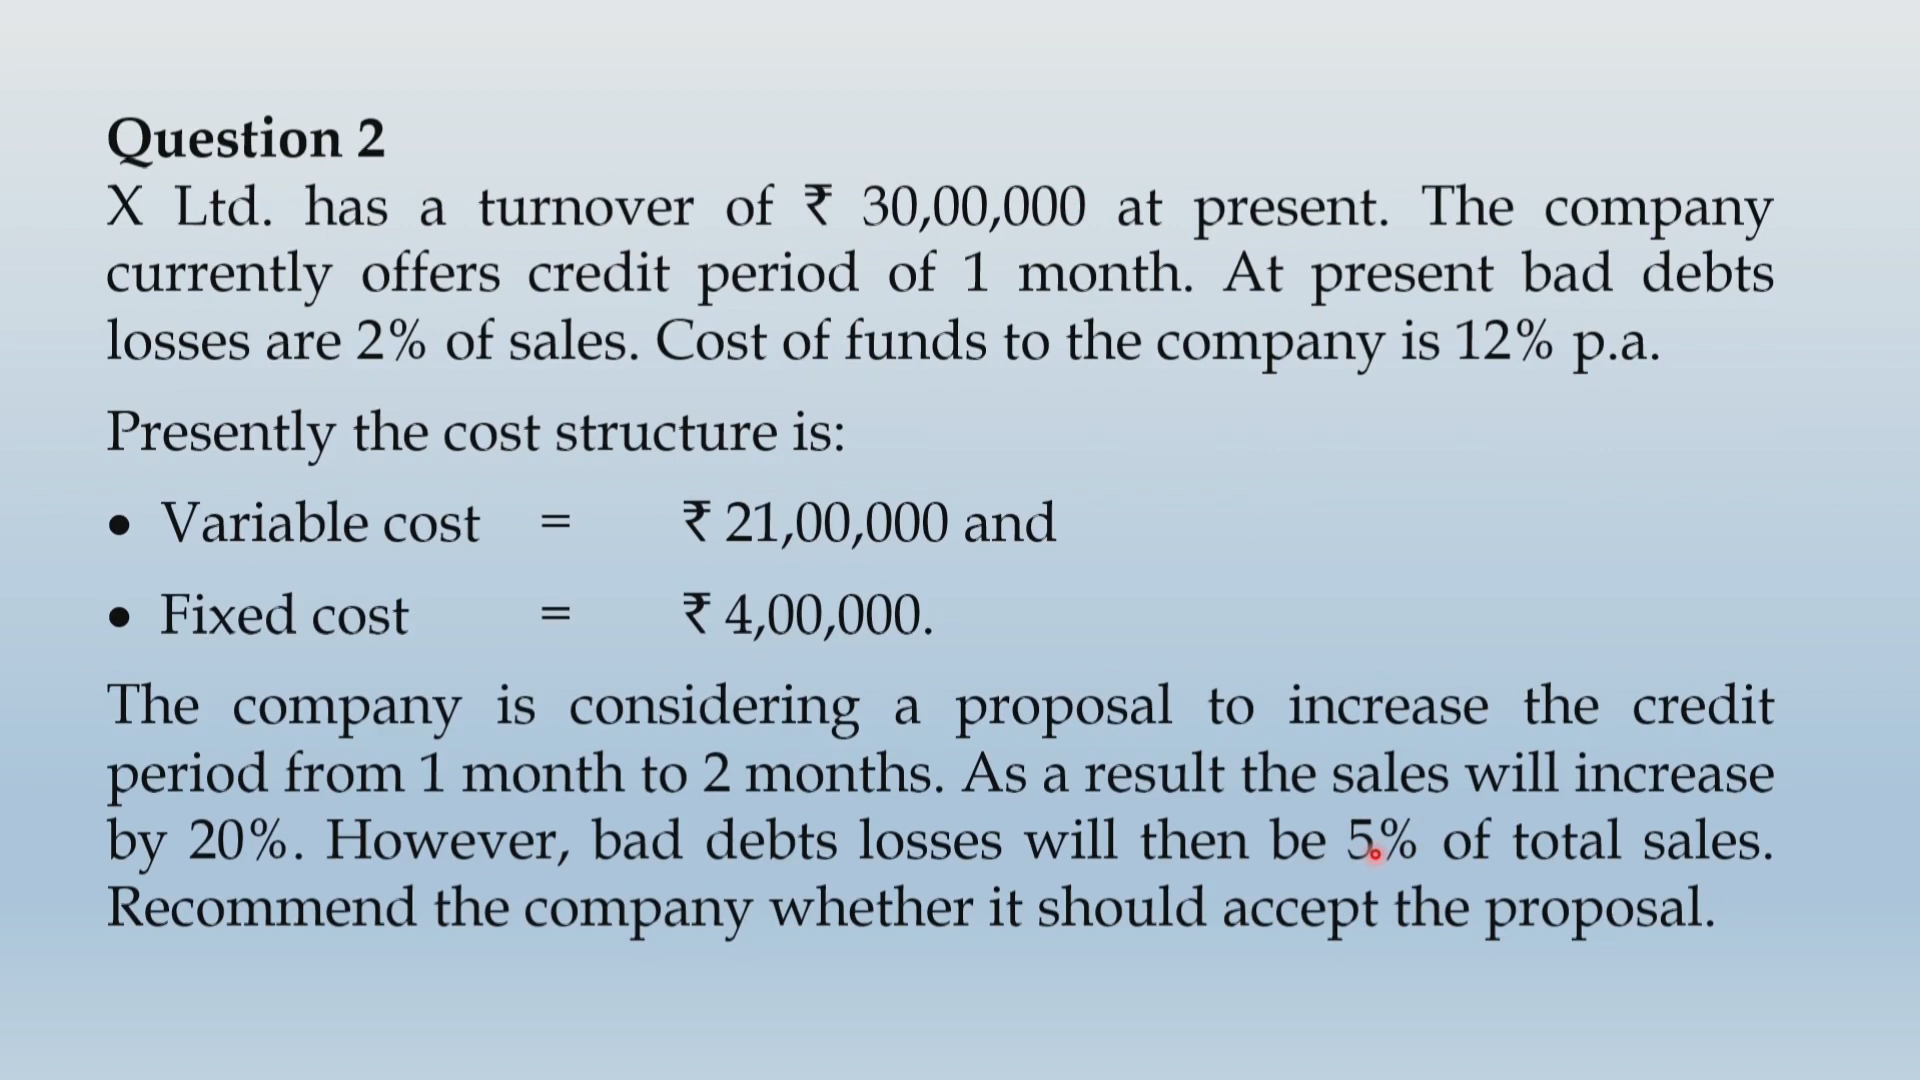 Question 2
X Ltd. has a turnover of ₹ 30,00,000 at present. The company
currently offers credit period of 1 month. At present bad debts
losses are 2% of sales. Cost of funds to the company is 12% p.a.
Presently the cost structure is:
• Variable cost = ₹ 21,00,000 and
• Fixed cost = ₹ 4,00,000.
The company is considering a proposal to increase the credit
period from 1 month to 2 months. As a result the sales will increase
by 20%. However, bad debts losses will then be 5% of total sales.
Recommend the company whether it should accept the proposal.